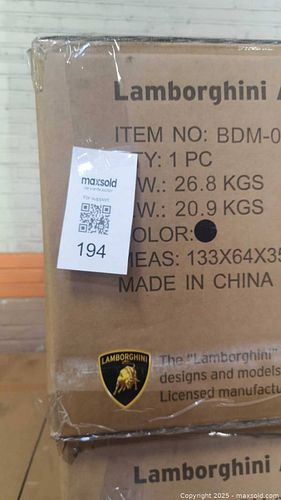 Lamborghini
ITEM NO: BDM-0
TY: 1 PC
.W.: 26.8 KGS
.W.: 20.9 KGS
OLOR:
MEAS: 133X64X35
MADE IN CHINA
maxsold
For support
194
LAMBORGHINI
The "Lamborghini"
designs and models
Licensed manufactu
Lamborghini
Copyright 2025 - maxsold.com